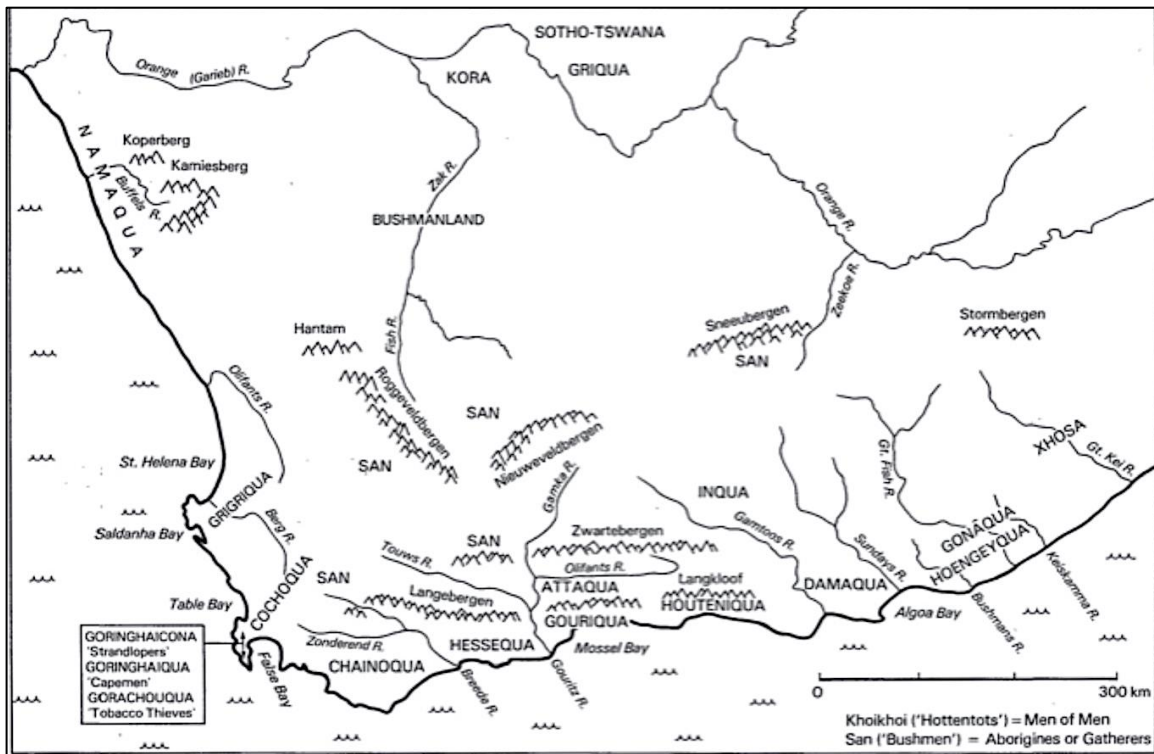 SOTHO-TSWANA
KORA
GRIQUA
Orange (Garieb) R.
NAMAQUA
Koperberg
Kamiesberg
Buffels R.
Zak R.
BUSHMANLAND
Orange R.
Zeekoe R.
Hantam
Fish R.
Sneeubergen
SAN
Stormbergen
Olifants R.
Roggeveldbergen
SAN
Nieuweveldbergen
SAN
St. Helena Bay
GRIGRIQUA
Saldanha Bay
Berg R.
Gamka R.
INQUA
Gt. Fish R.
XHOSA
Gt. Kei R.
SAN
Zwartebergen
Gamtoos R.
Sundays R.
GONAQUA
HOENGEYQUA
Keiskamma R.
Touws R.
Olifants R.
SAN
Langebergen
ATTAQUA
Langkloof
HOUTENIQUA
DAMAQUA
Table Bay
COCHOQUA
GOURIQUA
Algoa Bay
Bushmans R.
GORINGHAICONA
'Strandlopers'
GORINGHAIQUA
'Capemen'
GORACHOUQUA
'Tobacco Thieves'
False Bay
Zonderend R.
HESSEQUA
Mossel Bay
CHAINOQUA
Breede R.
Gouritz R.
0 300 km
Khoikhoi ('Hottentots') = Men of Men
San ('Bushmen') = Aborigines or Gatherers